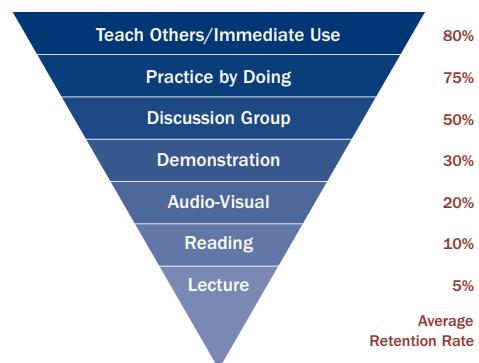 Teach Others/Immediate Use 80%
Practice by Doing 75%
Discussion Group 50%
Demonstration 30%
Audio-Visual 20%
Reading 10%
Lecture 5%
Average
Retention Rate